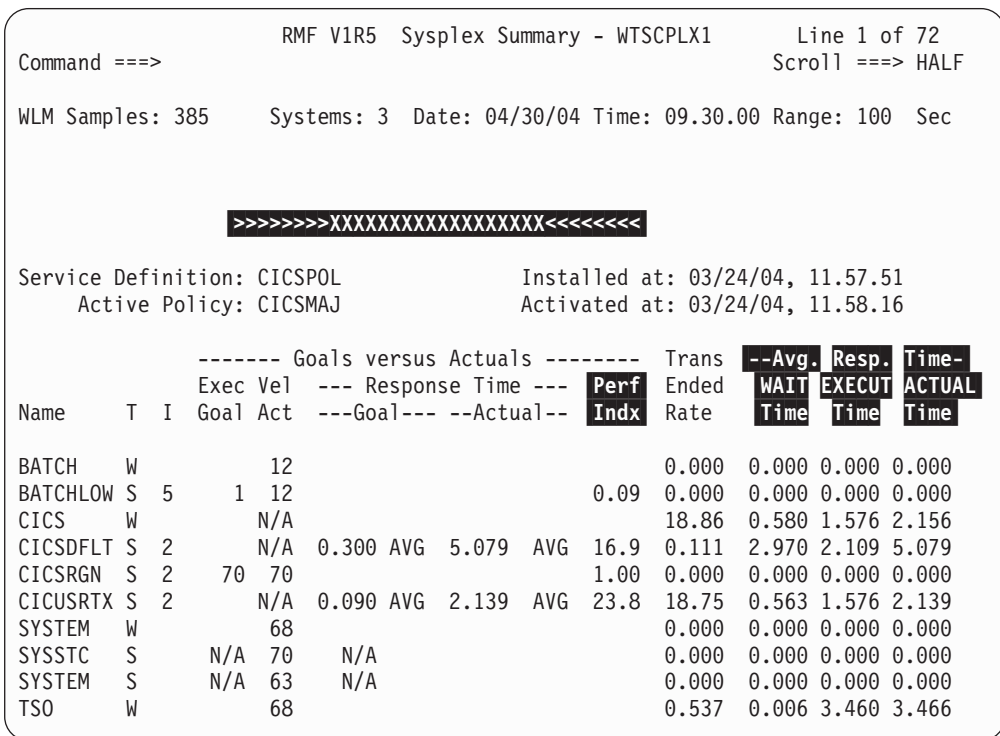 RMF V1R5 Sysplex Summary - WTSCPLX1 Line 1 of 72
Command ===> Scroll ===> HALF
WLM Samples: 385 Systems: 3 Date: 04/30/04 Time: 09.30.00 Range: 100 Sec
>>>>>>>>XXXXXXXXXXXXXXXXXX<<<<<<<<
Service Definition: CICSPOL Installed at: 03/24/04, 11.57.51
Active Policy: CICSMAJ Activated at: 03/24/04, 11.58.16
------- Goals versus Actuals -------- Trans --Avg. Resp. Time-
Exec Vel --- Response Time --- Perf Ended WAIT EXECUT ACTUAL
Name T I Goal Act ---Goal--- --Actual-- Indx Rate Time Time Time
BATCH W 12 0.000 0.000 0.000 0.000
BATCHLOW S 5 1 12 0.09 0.000 0.000 0.000 0.000
CICS W N/A 18.86 0.580 1.576 2.156
CICSDFLT S 2 N/A 0.300 AVG 5.079 AVG 16.9 0.111 2.970 2.109 5.079
CICSRGN S 2 70 70 1.00 0.000 0.000 0.000 0.000
CICUSRTX S 2 N/A 0.090 AVG 2.139 AVG 23.8 18.75 0.563 1.576 2.139
SYSTEM W 68 0.000 0.000 0.000 0.000
SYSSTC S N/A 70 N/A 0.000 0.000 0.000 0.000
SYSTEM S N/A 63 N/A 0.000 0.000 0.000 0.000
TSO W 68 0.537 0.006 3.460 3.466